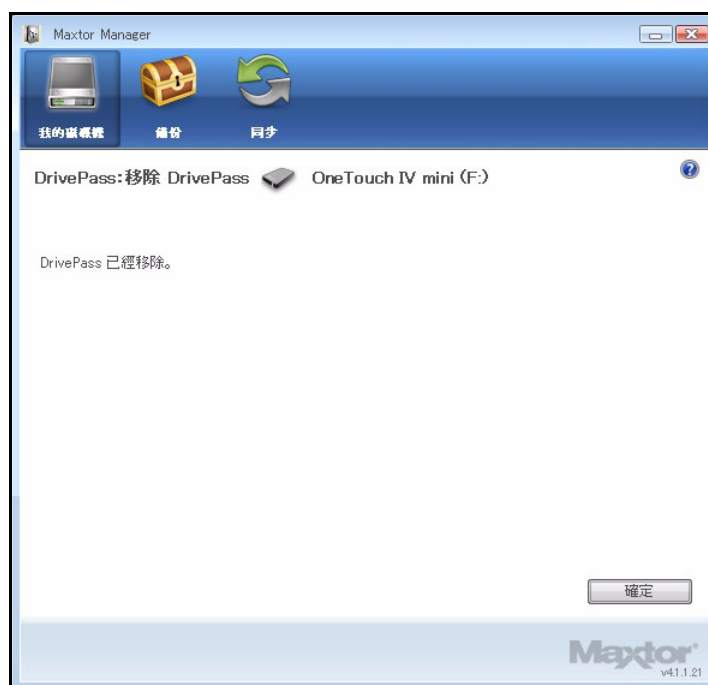 Maxtor Manager
我的磁碟機 備份 同步
DrivePass:移除 DrivePass OneTouch IV mini (F:)
DrivePass 已經移除。
確定
Maxtor
v4.1.1.21